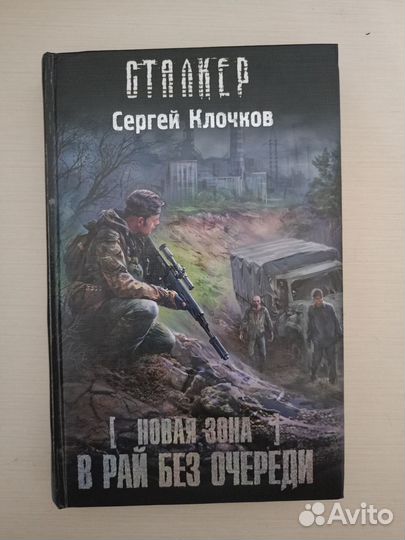 СТАЛКЕР
Сергей Клочков
[ НОВАЯ ЗОНА ]
В РАЙ БЕЗ ОЧЕРЕДИ
Avito